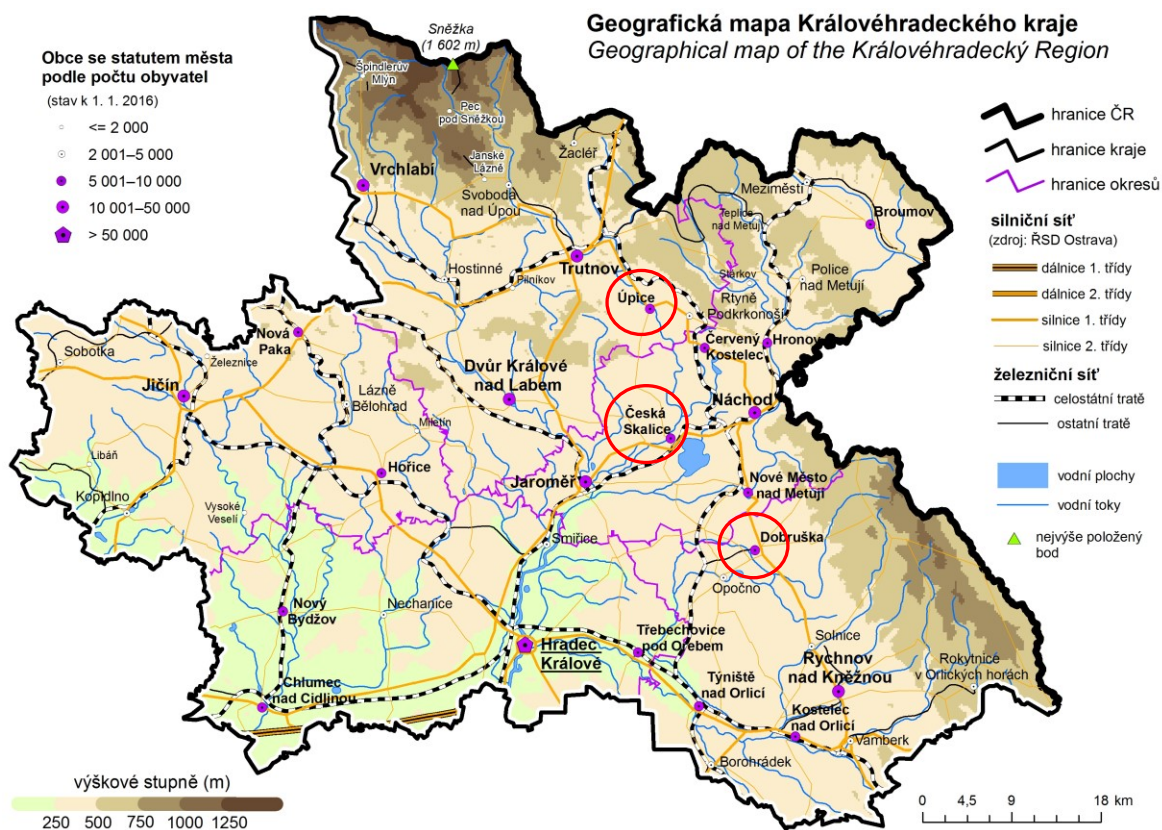 Geografická mapa Královéhradeckého kraje
Geographical map of the Královéhradecký Region
Obce se statutem města
podle počtu obyvatel
(stav k 1. 1. 2016)
<= 2 000
2 001–5 000
5 001–10 000
10 001–50 000
> 50 000
hranice ČR
hranice kraje
hranice okresů
silniční síť
(zdroj: ŘSD Ostrava)
dálnice 1. třídy
dálnice 2. třídy
silnice 1. třídy
silnice 2. třídy
železniční síť
celostátní tratě
ostatní tratě
vodní plochy
vodní toky
nejvýše položený
bod
Sněžka
(1 602 m)
Špindlerův
Mlýn
Pec
pod Sněžkou
Janské
Lázně
Žacléř
Vrchlabí
Svoboda
nad Úpou
Meziměstí
Broumov
Teplice
nad Metují
Trutnov
Hostinné
Pilníkov
Stárkov
Police
nad Metují
Úpice
Rtyně
v Podkrkonoší
Nová
Paka
Sobotka
Železnice
Červený
Kostelec
Hronov
Jičín
Lázně
Bělohrad
Dvůr Králové
nad Labem
Miletín
Česká
Skalice
Náchod
Libáň
Kopidlno
Hořice
Jaroměř
Nové Město
nad Metují
Vysoké
Veselí
Smiřice
Dobruška
Opočno
Nový
Bydžov
Nechanice
Hradec
Králové
Třebechovice
pod Orebem
Solnice
Rychnov
nad Kněžnou
Rokytnice
v Orlických horách
Týniště
nad Orlicí
Chlumec
nad Cidlinou
Kostelec
nad Orlicí
Vamberk
Borohrádek
výškové stupně (m)
250 500 750 1000 1250
0 4,5 9 18 km